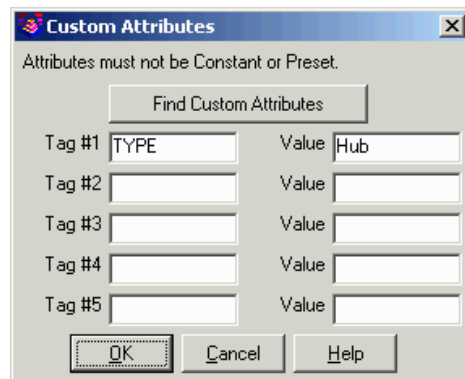 Custom Attributes
Attributes must not be Constant or Preset.
Find Custom Attributes
Tag #1 TYPE Value Hub
Tag #2 Value
Tag #3 Value
Tag #4 Value
Tag #5 Value
OK Cancel Help